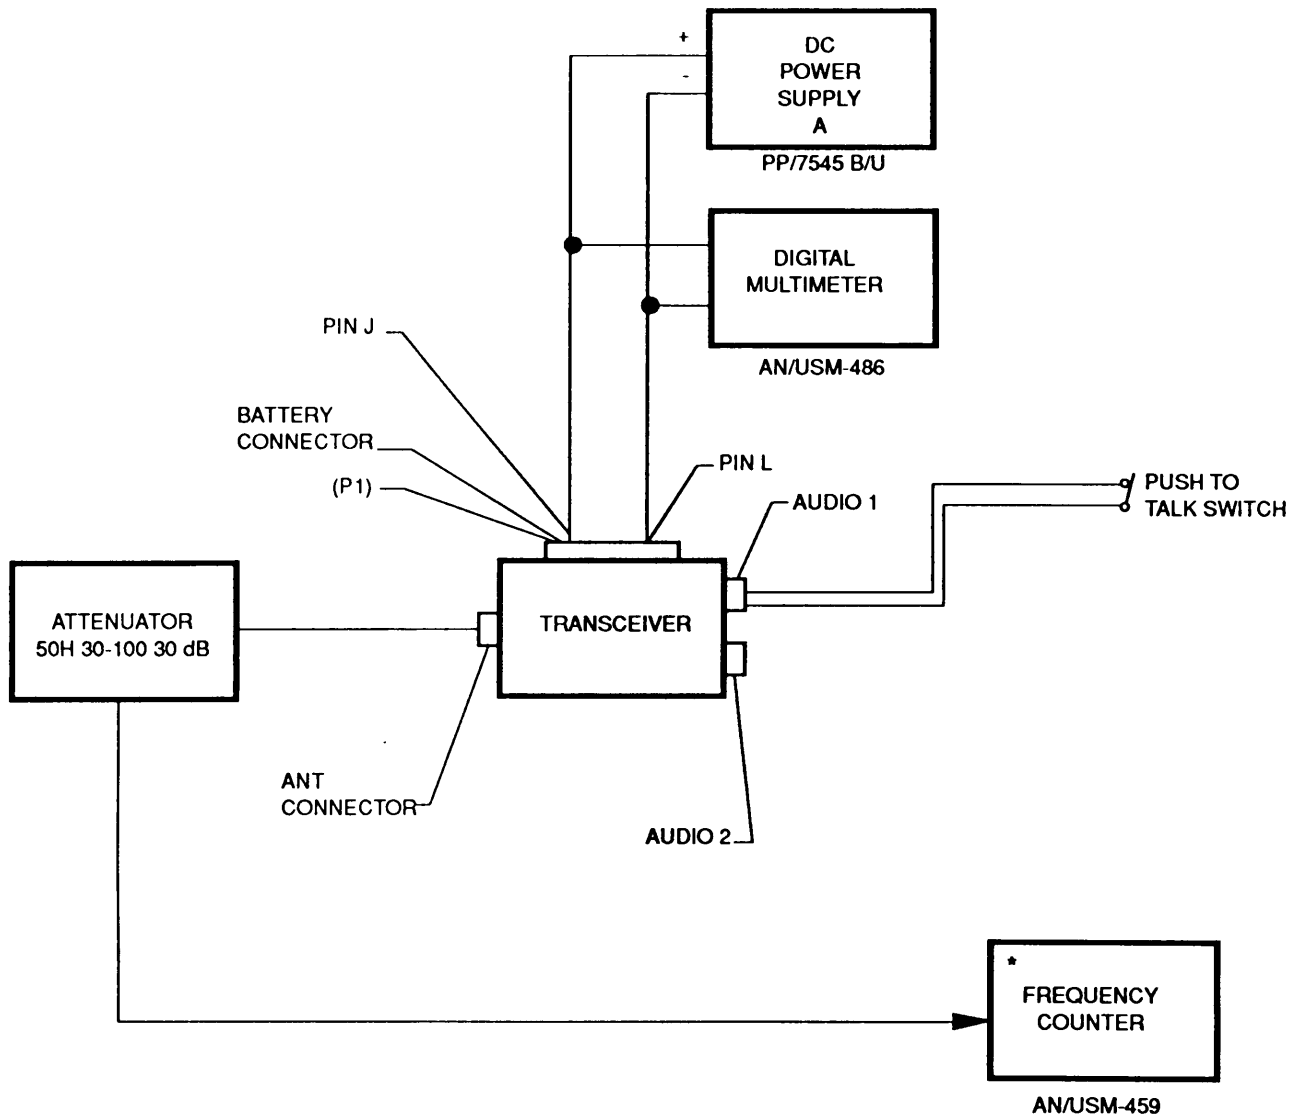 +
-
DC
POWER
SUPPLY
A
PP/7545 B/U
DIGITAL
MULTIMETER
AN/USM-486
PIN J
BATTERY
CONNECTOR
(P1)
PIN L
AUDIO 1
PUSH TO
TALK SWITCH
ATTENUATOR
50H 30-100 30 dB
TRANSCEIVER
ANT
CONNECTOR
AUDIO 2
*
FREQUENCY
COUNTER
AN/USM-459